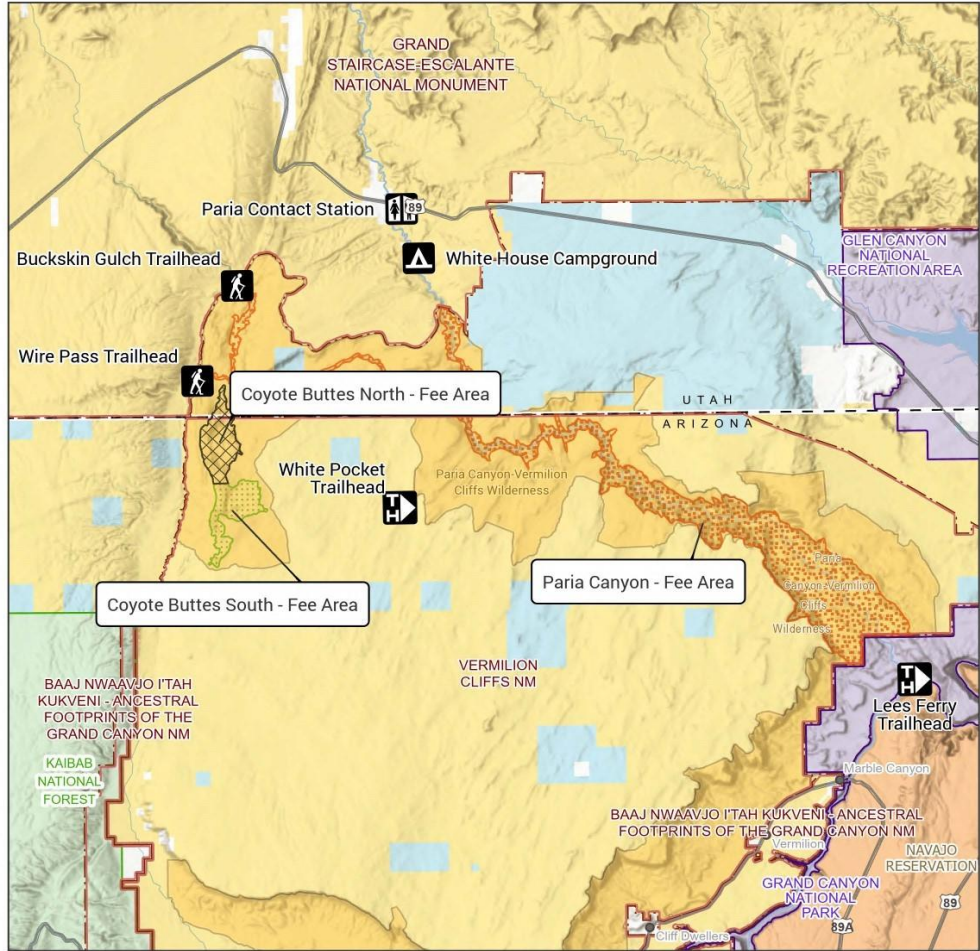 GRAND
STAIRCASE-ESCALANTE
NATIONAL MONUMENT
Paria Contact Station
89
Buckskin Gulch Trailhead
White House Campground
GLEN CANYON
NATIONAL
RECREATION AREA
Wire Pass Trailhead
Coyote Buttes North - Fee Area
UTAH
ARIZONA
White Pocket
Trailhead
TH
Paria Canyon-Vermilion
Cliffs Wilderness
Paria Canyon - Fee Area
Paria
Canyon-Vermilion
Cliffs
Wilderness
Coyote Buttes South - Fee Area
VERMILION
CLIFFS NM
BAAJ NWAAVJO I'TAH
KUKVENI - ANCESTRAL
FOOTPRINTS OF THE
GRAND CANYON NM
TH
Lees Ferry
Trailhead
KAIBAB
NATIONAL
FOREST
Marble Canyon
BAAJ NWAAVJO I'TAH KUKVENI - ANCESTRAL
FOOTPRINTS OF THE GRAND CANYON NM
Vermilion
NAVAJO
RESERVATION
GRAND CANYON
NATIONAL
PARK
89
89A
Cliff Dwellers